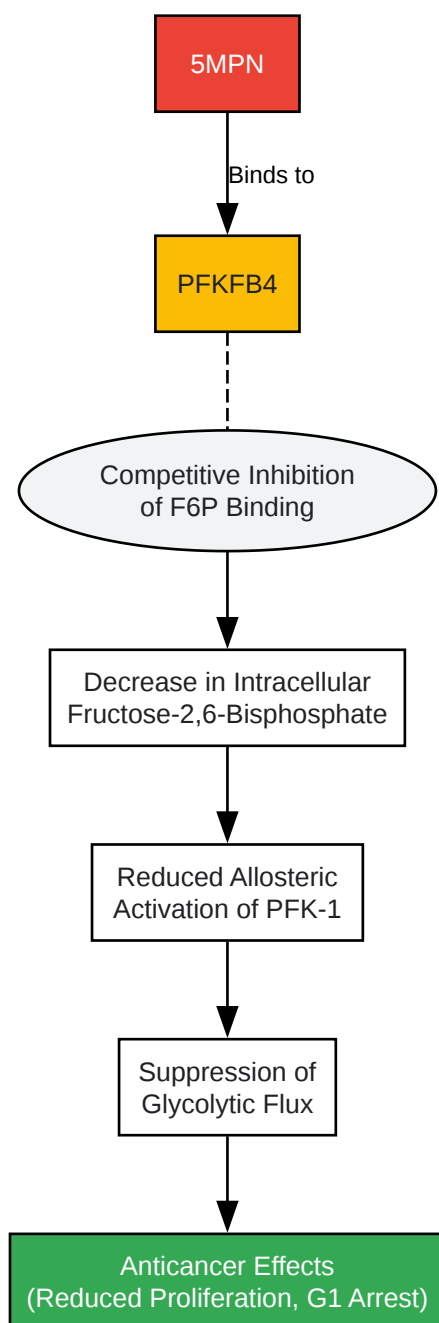 5MPN
Binds to
PFKFB4
Competitive Inhibition
of F6P Binding
Decrease in Intracellular
Fructose-2,6-Bisphosphate
Reduced Allosteric
Activation of PFK-1
Suppression of
Glycolytic Flux
Anticancer Effects
(Reduced Proliferation, G1 Arrest)